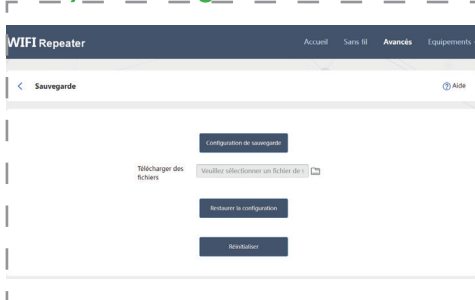 WIFI Repeater
Accueil Sans fil Avancés Equipements
Sauvegarde
Aide
Configuration de sauvegarde
Télécharger des
fichiers
Veuillez sélectionner un fichier de
Restaurer la configuration
Réinitialiser